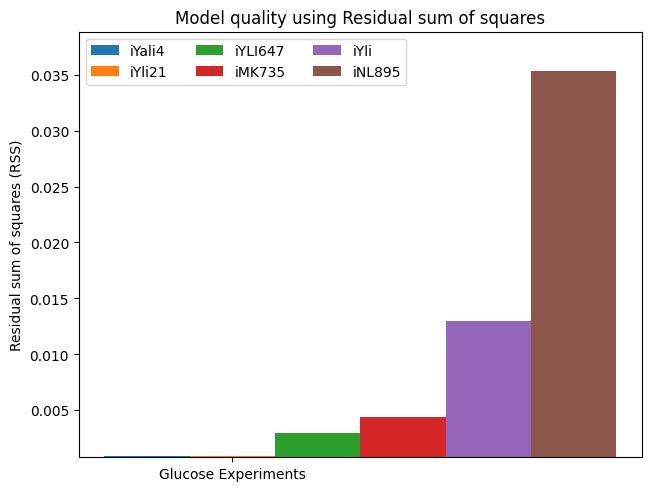 Model quality using Residual sum of squares
iYali4
iYli21
iYLI647
iMK735
iYli
iNL895
Residual sum of squares (RSS)
0.035
0.030
0.025
0.020
0.015
0.010
0.005
Glucose Experiments